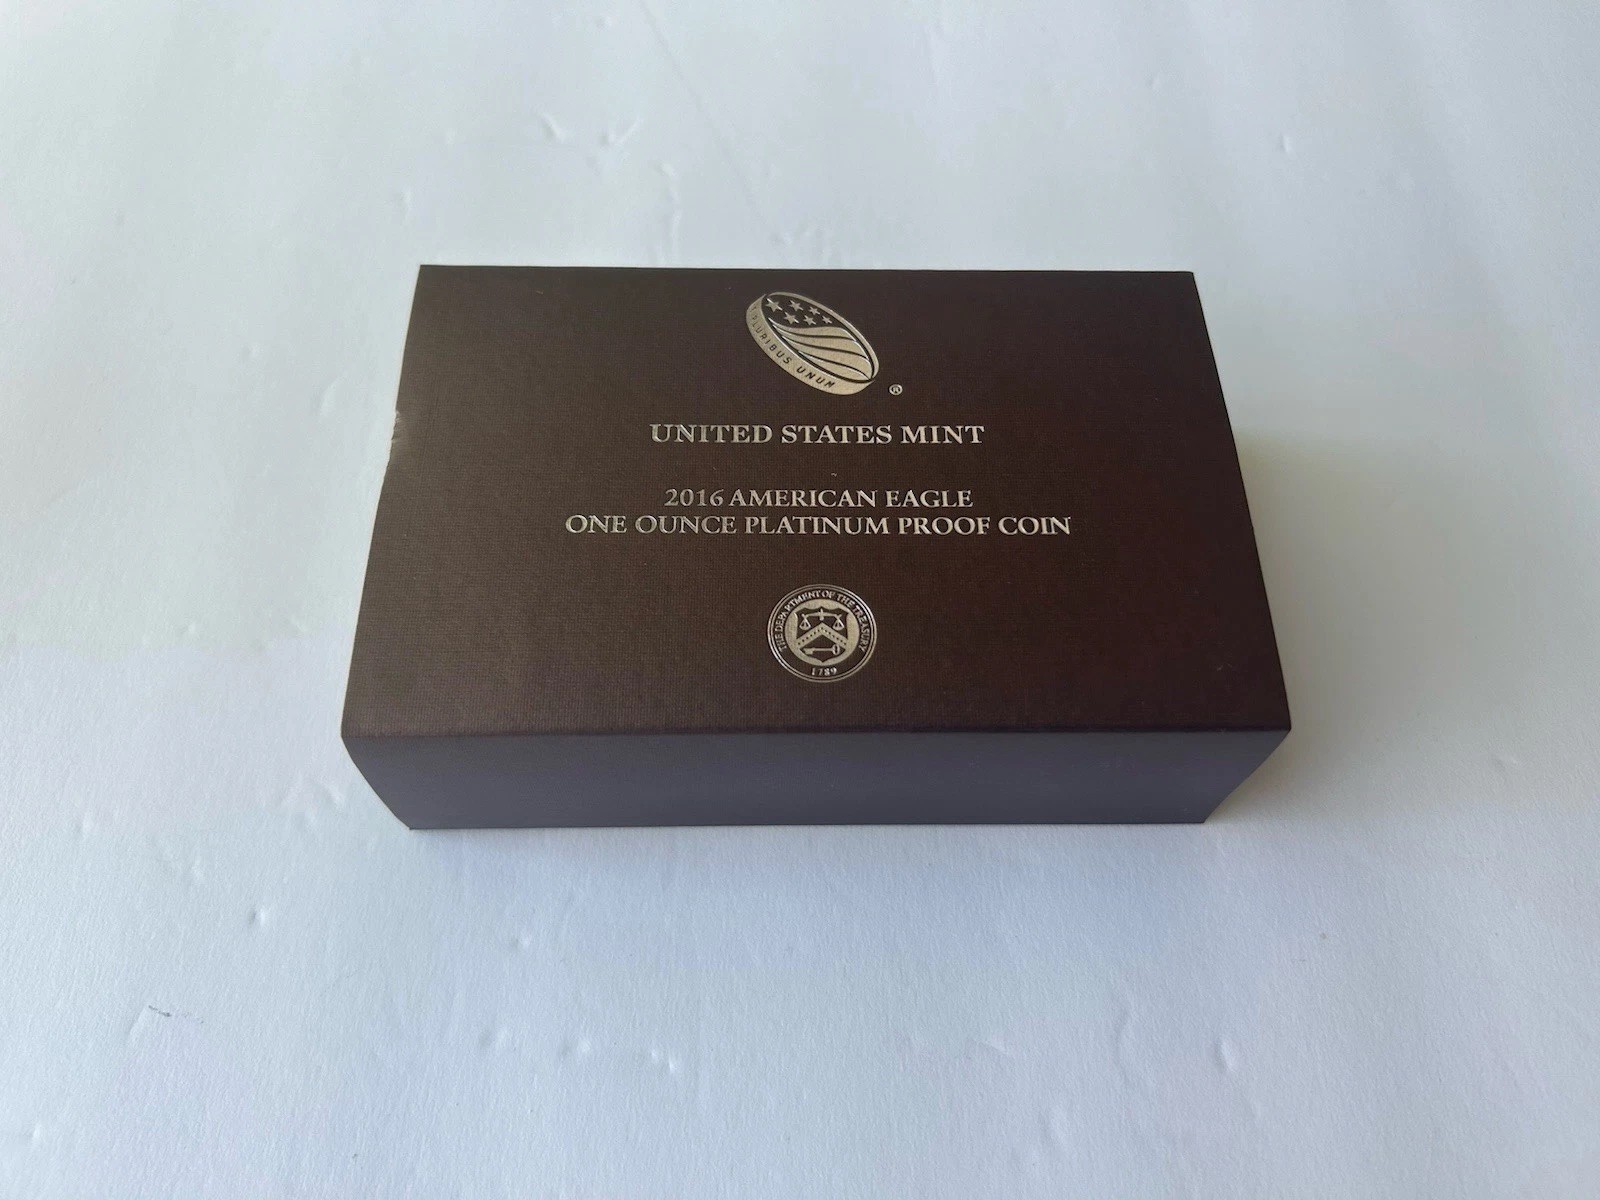 PLURIBUS UNUM
®
UNITED STATES MINT
2016 AMERICAN EAGLE
ONE OUNCE PLATINUM PROOF COIN
THE DEPARTMENT OF THE TREASURY
1789